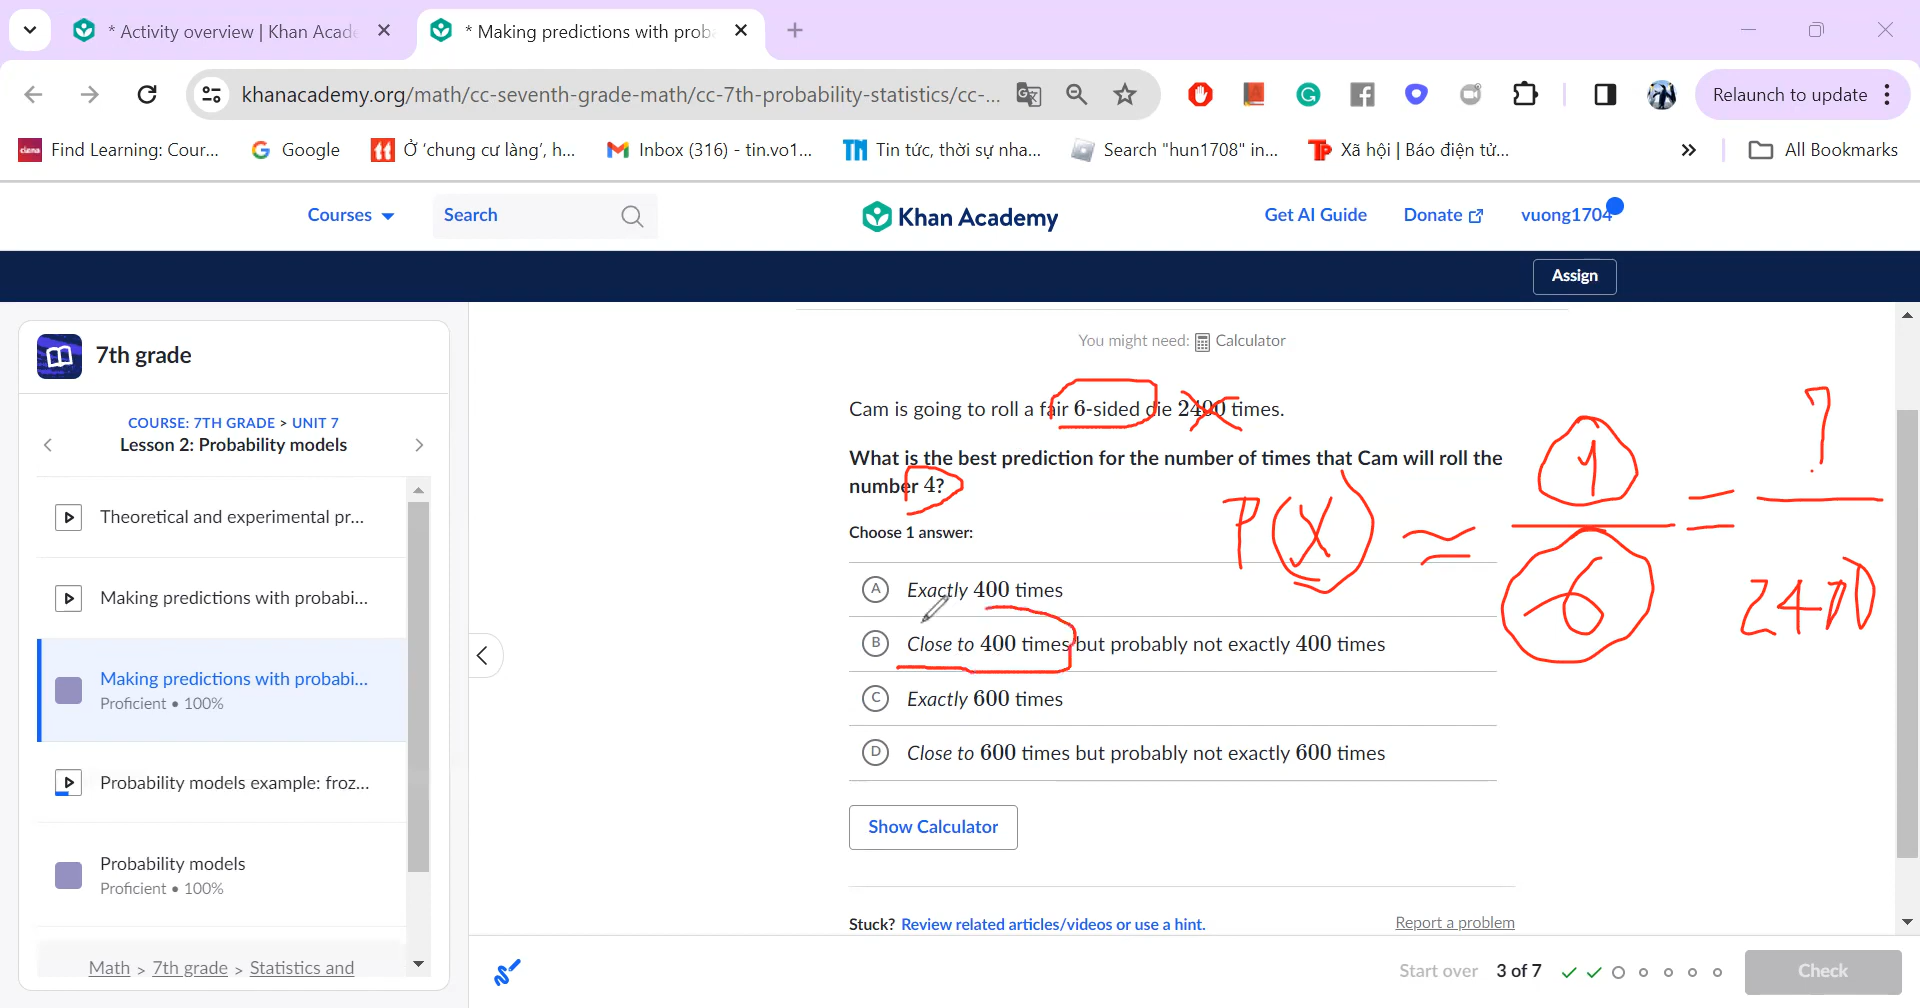 * Activity overview | Khan Acade
* Making predictions with proba
khanacademy.org/math/cc-seventh-grade-math/cc-7th-probability-statistics/cc-...
Relaunch to update
Find Learning: Cour...
Google
Ở 'chung cư làng', h...
Inbox (316) - tin.vo1...
Tin tức, thời sự nha...
Search "hun1708" in...
Xã hội | Báo điện tử...
All Bookmarks
Courses
Search
Khan Academy
Get AI Guide
Donate
vuong1704
Assign
7th grade
COURSE: 7TH GRADE > UNIT 7
Lesson 2: Probability models
Theoretical and experimental pr...
Making predictions with probabi...
Making predictions with probabi...
Proficient • 100%
Probability models example: froz...
Probability models
Proficient • 100%
Math > 7th grade > Statistics and
You might need: Calculator
Cam is going to roll a fair 6-sided die 2400 times.
What is the best prediction for the number of times that Cam will roll the
number 4?
Choose 1 answer:
A Exactly 400 times
B Close to 400 times but probably not exactly 400 times
C Exactly 600 times
D Close to 600 times but probably not exactly 600 times
P(X) ≃ 1/6 = ?/2400
Show Calculator
Stuck? Review related articles/videos or use a hint.
Report a problem
Start over
3 of 7
Check